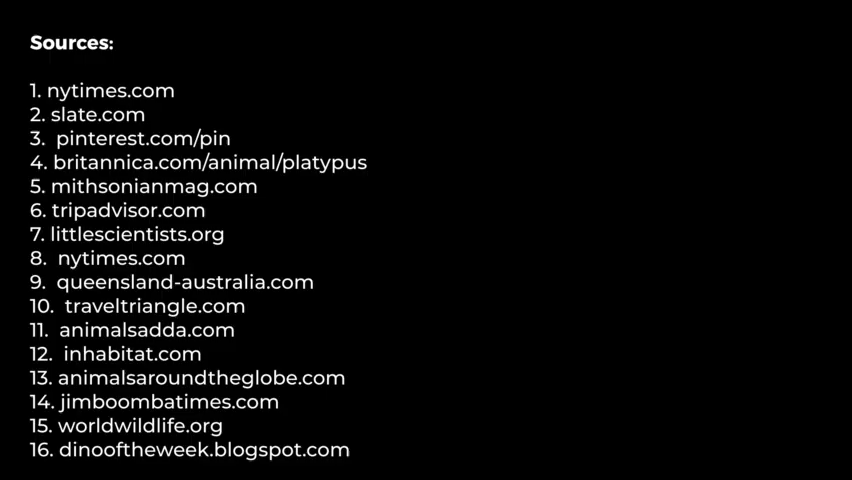 Sources:
1. nytimes.com
2. slate.com
3. pinterest.com/pin
4. britannica.com/animal/platypus
5. mithsonianmag.com
6. tripadvisor.com
7. littlescientists.org
8. nytimes.com
9. queensland-australia.com
10. traveltriangle.com
11. animalsadda.com
12. inhabitat.com
13. animalsaroundtheglobe.com
14. jimboombatimes.com
15. worldwildlife.org
16. dinooftheweek.blogspot.com